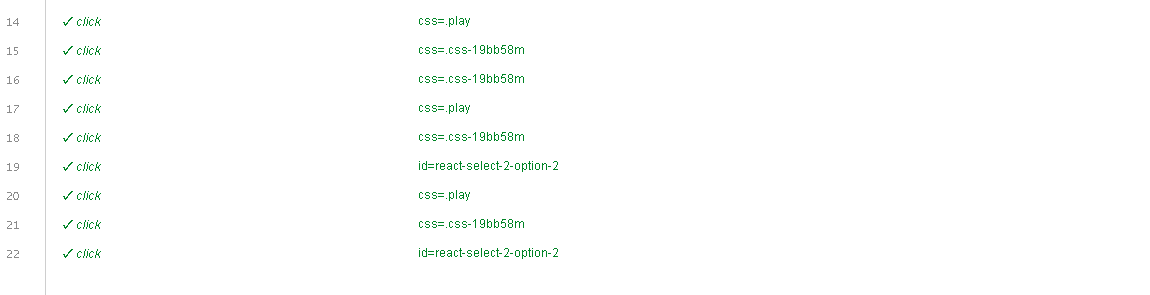 14 ✓ click css=.play
15 ✓ click css=.css-19bb58m
16 ✓ click css=.css-19bb58m
17 ✓ click css=.play
18 ✓ click css=.css-19bb58m
19 ✓ click id=react-select-2-option-2
20 ✓ click css=.play
21 ✓ click css=.css-19bb58m
22 ✓ click id=react-select-2-option-2